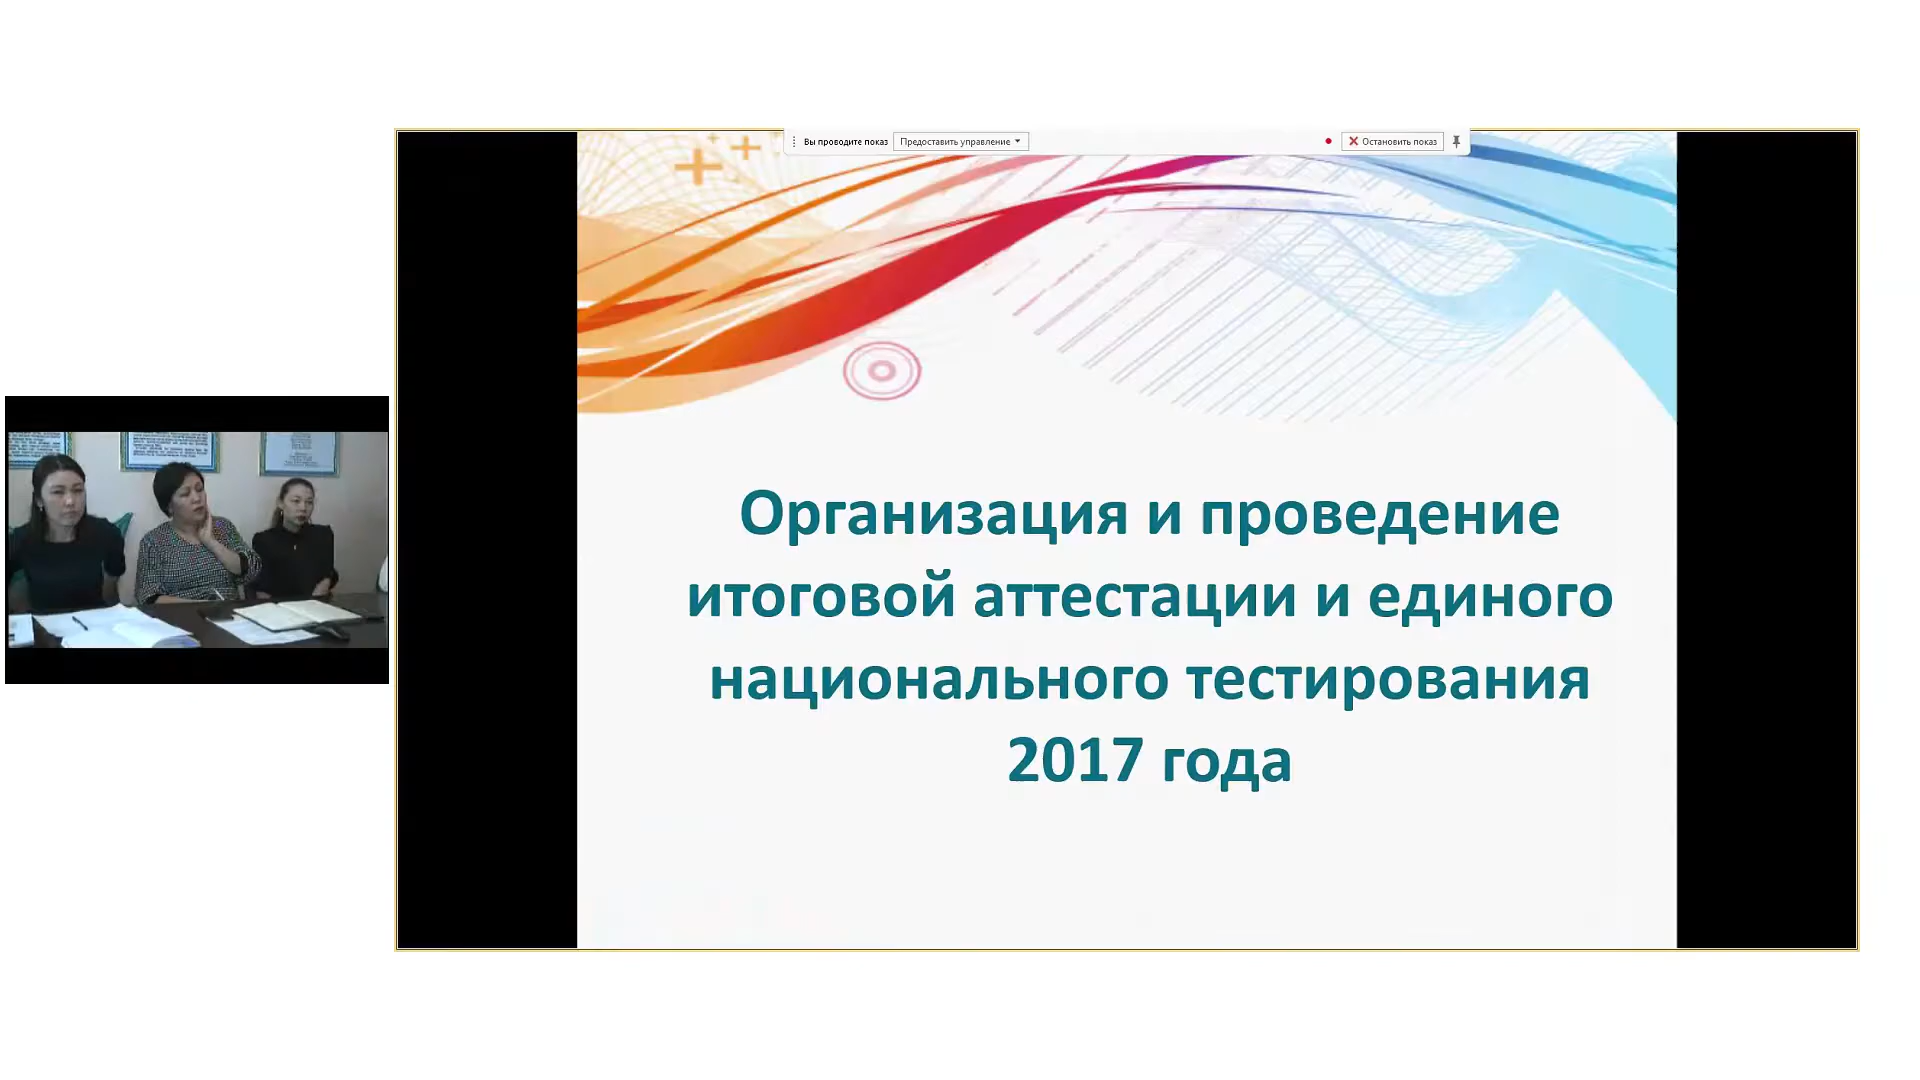 Вы проводите показ
Предоставить управление
Остановить показ
Организация и проведение
итоговой аттестации и единого
национального тестирования
2017 года